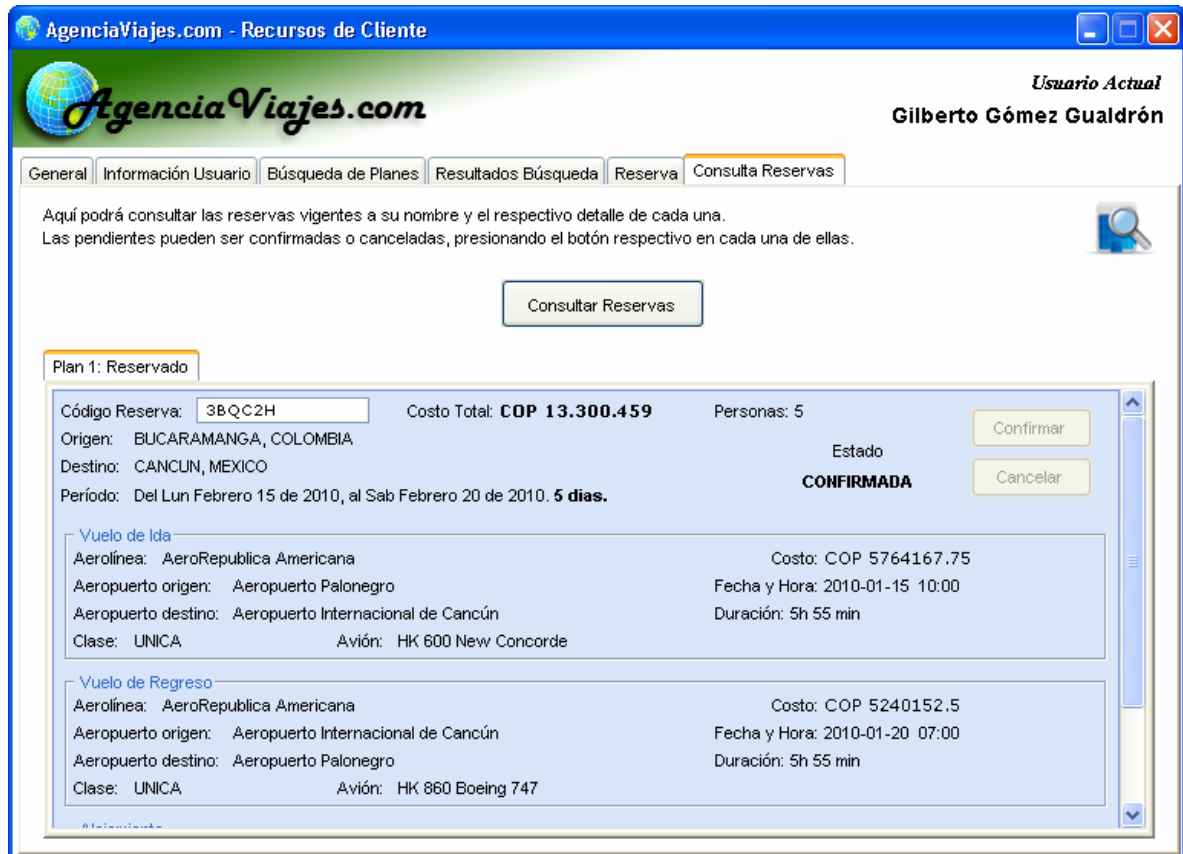 AgenciaViajes.com - Recursos de Cliente
AgenciaViajes.com
Usuario Actual
Gilberto Gómez Gualdrón
General Información Usuario Búsqueda de Planes Resultados Búsqueda Reserva Consulta Reservas
Aquí podrá consultar las reservas vigentes a su nombre y el respectivo detalle de cada una.
Las pendientes pueden ser confirmadas o canceladas, presionando el botón respectivo en cada una de ellas.
Consultar Reservas
Plan 1: Reservado
Código Reserva: 3BQC2H Costo Total: COP 13.300.459 Personas: 5 Confirmar
Origen: BUCARAMANGA, COLOMBIA
Estado
Destino: CANCUN, MEXICO
CONFIRMADA Cancelar
Período: Del Lun Febrero 15 de 2010, al Sab Febrero 20 de 2010. 5 dias.
Vuelo de Ida
Aerolínea: AeroRepublica Americana Costo: COP 5764167.75
Aeropuerto origen: Aeropuerto Palonegro Fecha y Hora: 2010-01-15 10:00
Aeropuerto destino: Aeropuerto Internacional de Cancún Duración: 5h 55 min
Clase: UNICA Avión: HK 600 New Concorde
Vuelo de Regreso
Aerolínea: AeroRepublica Americana Costo: COP 5240152.5
Aeropuerto origen: Aeropuerto Internacional de Cancún Fecha y Hora: 2010-01-20 07:00
Aeropuerto destino: Aeropuerto Palonegro Duración: 5h 55 min
Clase: UNICA Avión: HK 860 Boeing 747